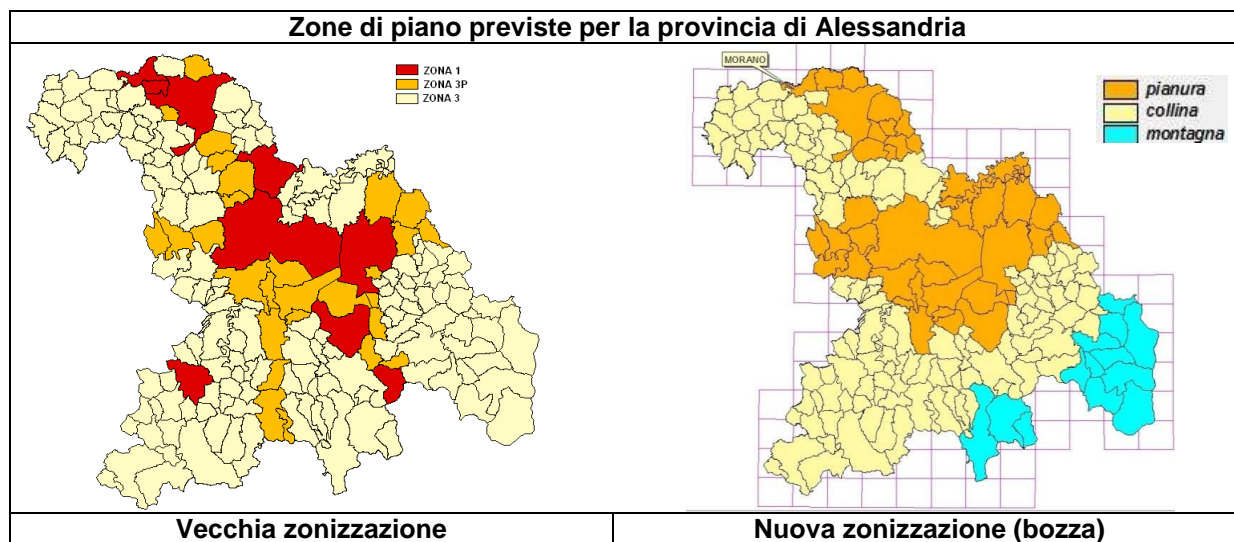 Zone di piano previste per la provincia di Alessandria
ZONA 1
ZONA 3P
ZONA 3
MORANO
pianura
collina
montagna
Vecchia zonizzazione
Nuova zonizzazione (bozza)